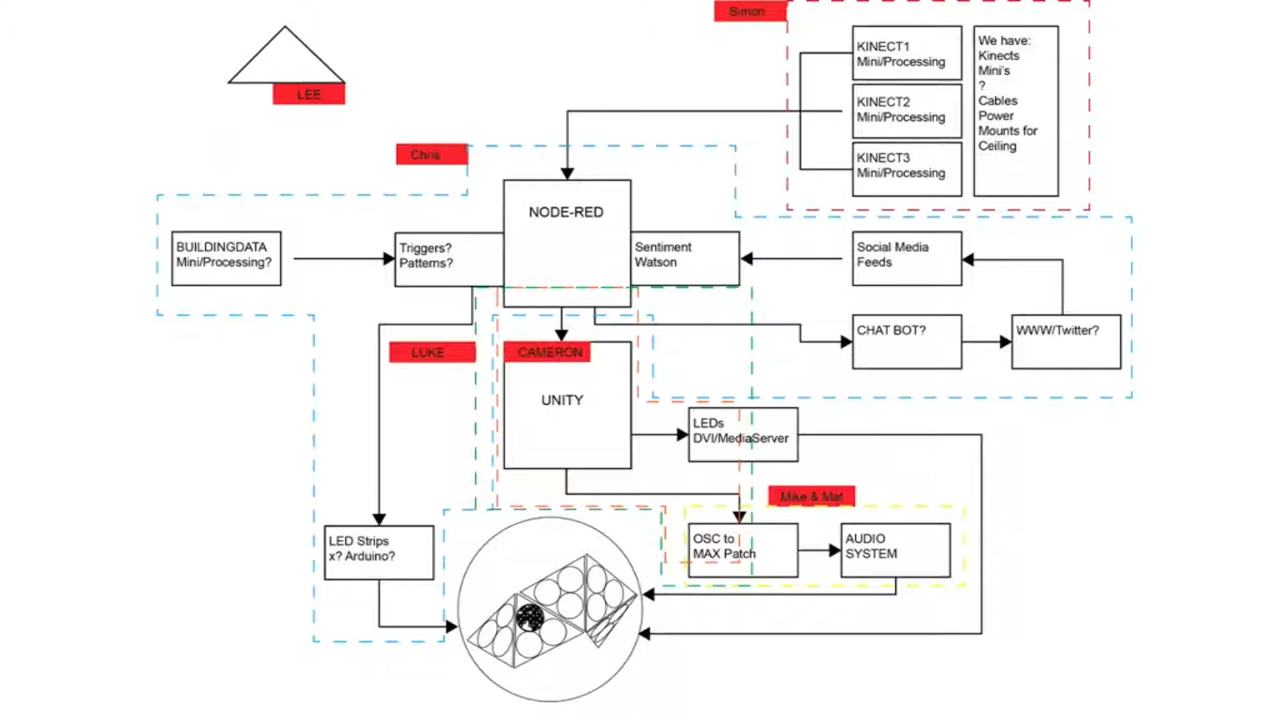 Simon
KINECT1
Mini/Processing
KINECT2
Mini/Processing
KINECT3
Mini/Processing
We have:
Kinects
Mini's
?
Cables
Power
Mounts for
Ceiling
LEE
Chris
NODE-RED
BUILDINGDATA
Mini/Processing?
Triggers?
Patterns?
Sentiment
Watson
Social Media
Feeds
CHAT BOT?
WWW/Twitter?
LUKE
CAMERON
UNITY
LEDs
DVI/MediaServer
Mike & Mat
LED Strips
x? Arduino?
OSC to
MAX Patch
AUDIO
SYSTEM